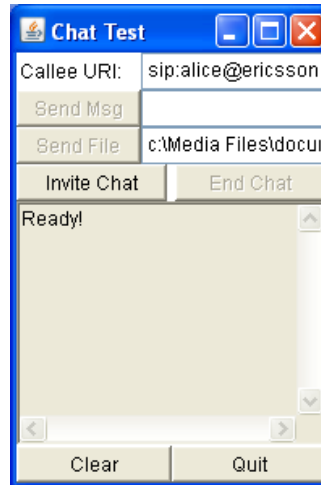 Chat Test
Callee URI: sip:alice@ericsson
Send Msg
Send File c:\Media Files\docu
Invite Chat End Chat
Ready!
Clear Quit